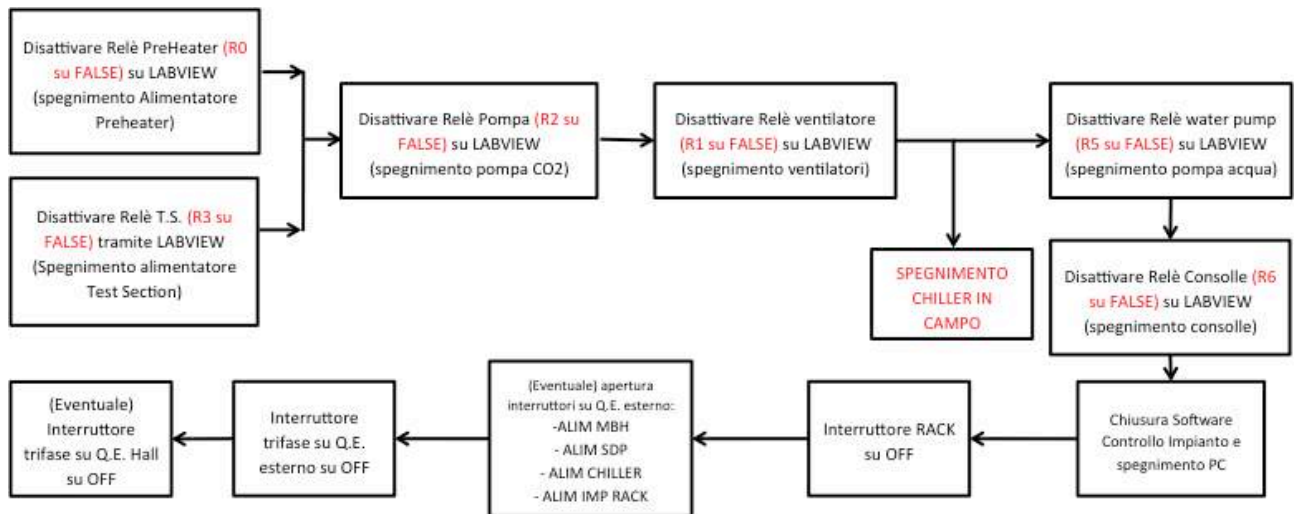 Disattivare Relè PreHeater (R0
su FALSE) su LABVIEW
(spegnimento Alimentatore
Preheater)
Disattivare Relè T.S. (R3 su
FALSE) tramite LABVIEW
(Spegnimento alimentatore
Test Section)
Disattivare Relè Pompa (R2 su
FALSE) su LABVIEW
(spegnimento pompa CO2)
Disattivare Relè ventilatore
(R1 su FALSE) su LABVIEW
(spegnimento ventilatori)
SPEGNIMENTO
CHILLER IN
CAMPO
Disattivare Relè water pump
(R5 su FALSE) su LABVIEW
(spegnimento pompa acqua)
Disattivare Relè Consolle (R6
su FALSE) su LABVIEW
(spegnimento consolle)
Chiusura Software
Controllo Impianto e
spegnimento PC
Interruttore RACK
su OFF
(Eventuale) apertura
interruttori su Q.E. esterno:
-ALIM MBH
- ALIM SDP
- ALIM CHILLER
- ALIM IMP RACK
Interruttore
trifase su Q.E.
esterno su OFF
(Eventuale)
Interruttore
trifase su Q.E. Hall
su OFF